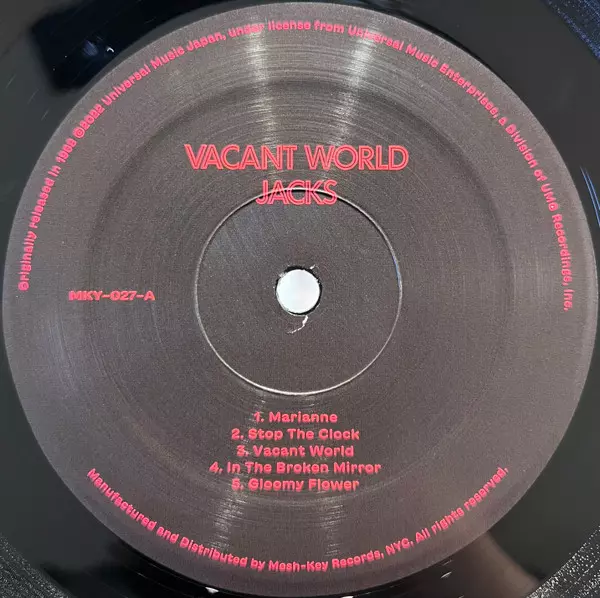 Originally released in 1968 ©2022 Universal Music Japan, under license from Universal Music Enterprises, a Division of UMG Recordings, Inc.
VACANT WORLD
JACKS
MKY-027-A
1. Marianne
2. Stop The Clock
3. Vacant World
4. In The Broken Mirror
5. Gloomy Flower
Manufactured and Distributed by Mesh-Key Records, NYC. All rights reserved.